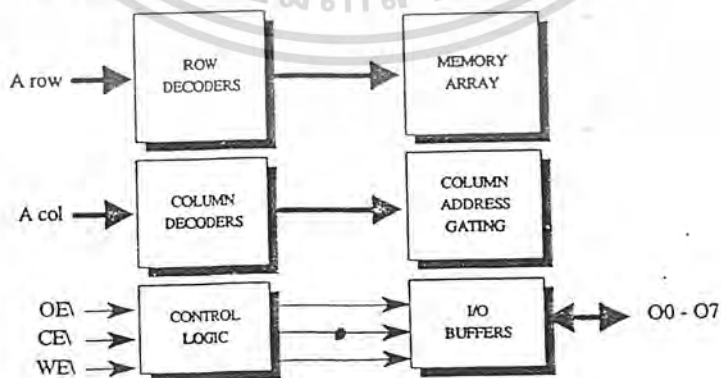 A row
ROW
DECODERS
MEMORY
ARRAY
A col
COLUMN
DECODERS
COLUMN
ADDRESS
GATING
OE\
CE\
WE\
CONTROL
LOGIC
I/O
BUFFERS
O0 - O7